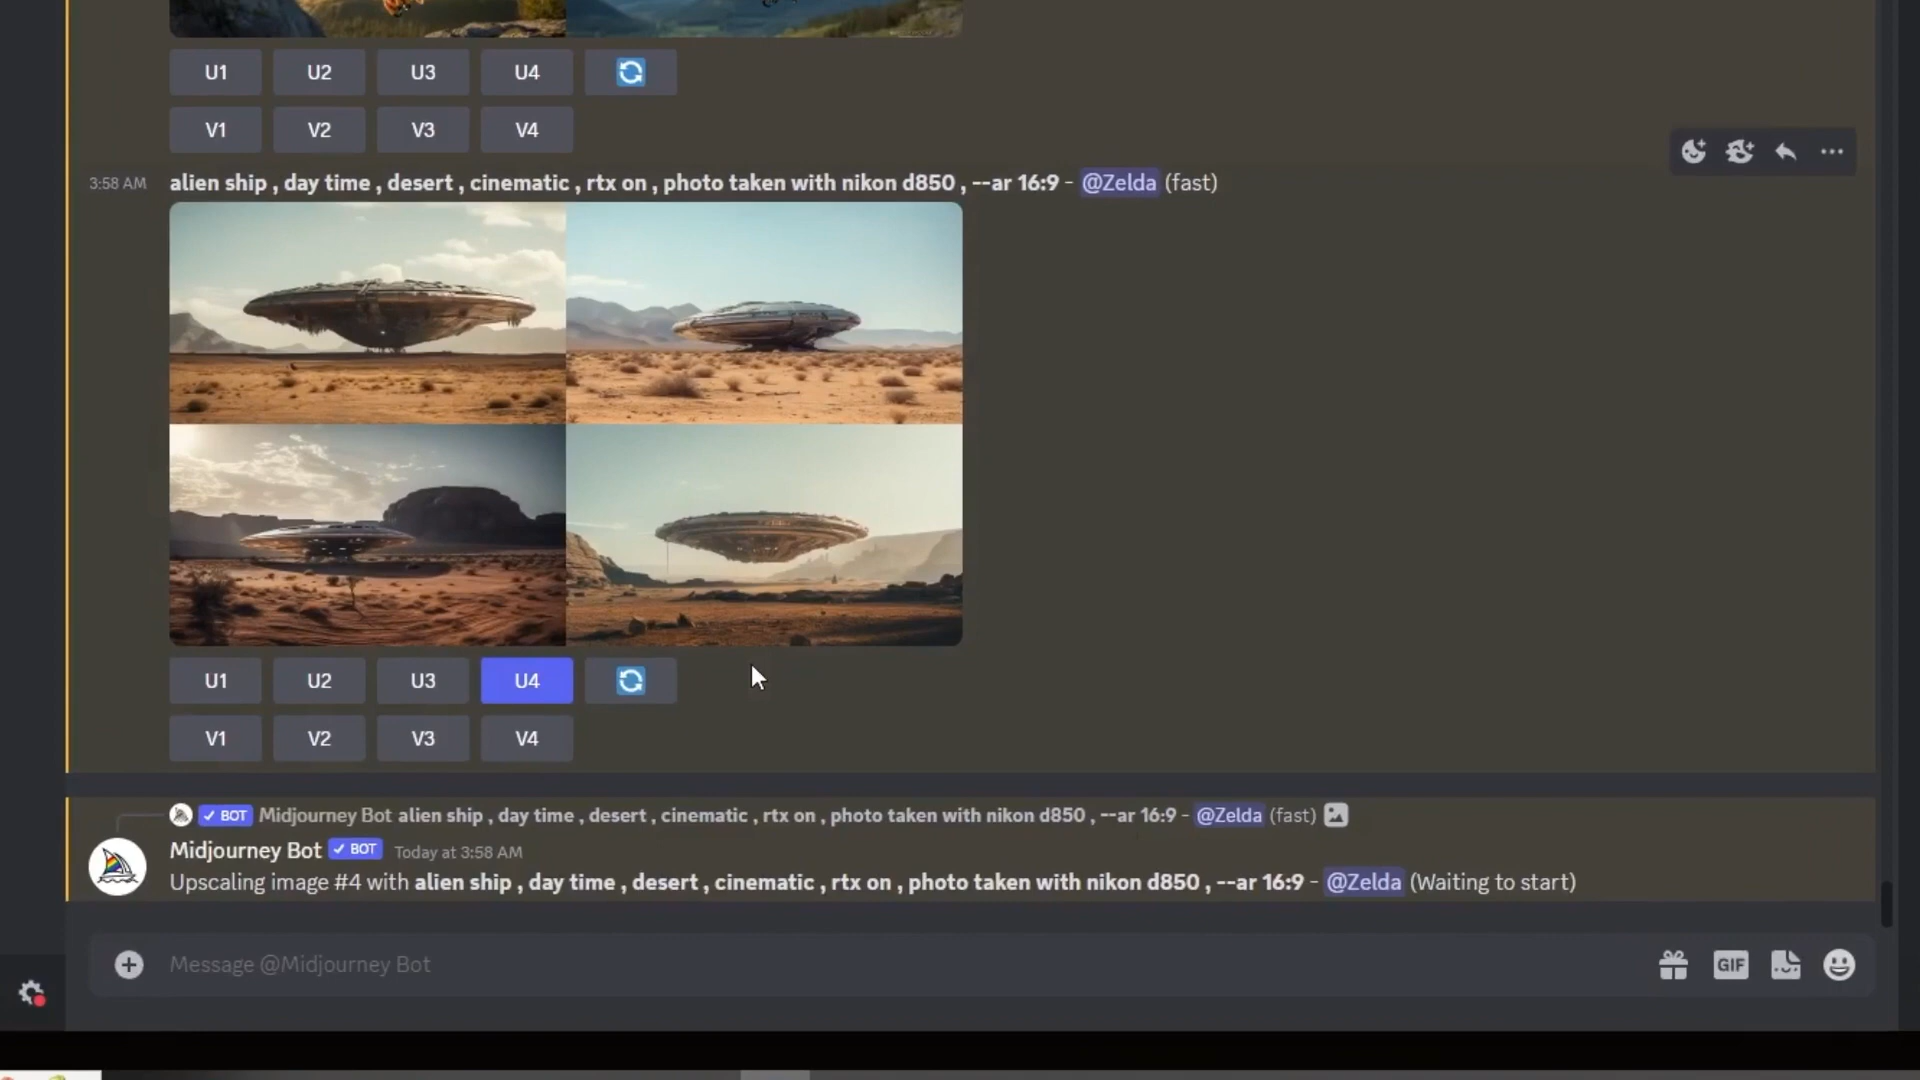 U1 U2 U3 U4
V1 V2 V3 V4
3:58 AM alien ship , day time , desert , cinematic , rtx on , photo taken with nikon d850 , --ar 16:9 - @Zelda (fast)
U1 U2 U3 U4
V1 V2 V3 V4
✓ BOT Midjourney Bot alien ship , day time , desert , cinematic , rtx on , photo taken with nikon d850 , --ar 16:9 - @Zelda (fast)
Midjourney Bot ✓ BOT Today at 3:58 AM
Upscaling image #4 with alien ship , day time , desert , cinematic , rtx on , photo taken with nikon d850 , --ar 16:9 - @Zelda (Waiting to start)
Message @Midjourney Bot GIF